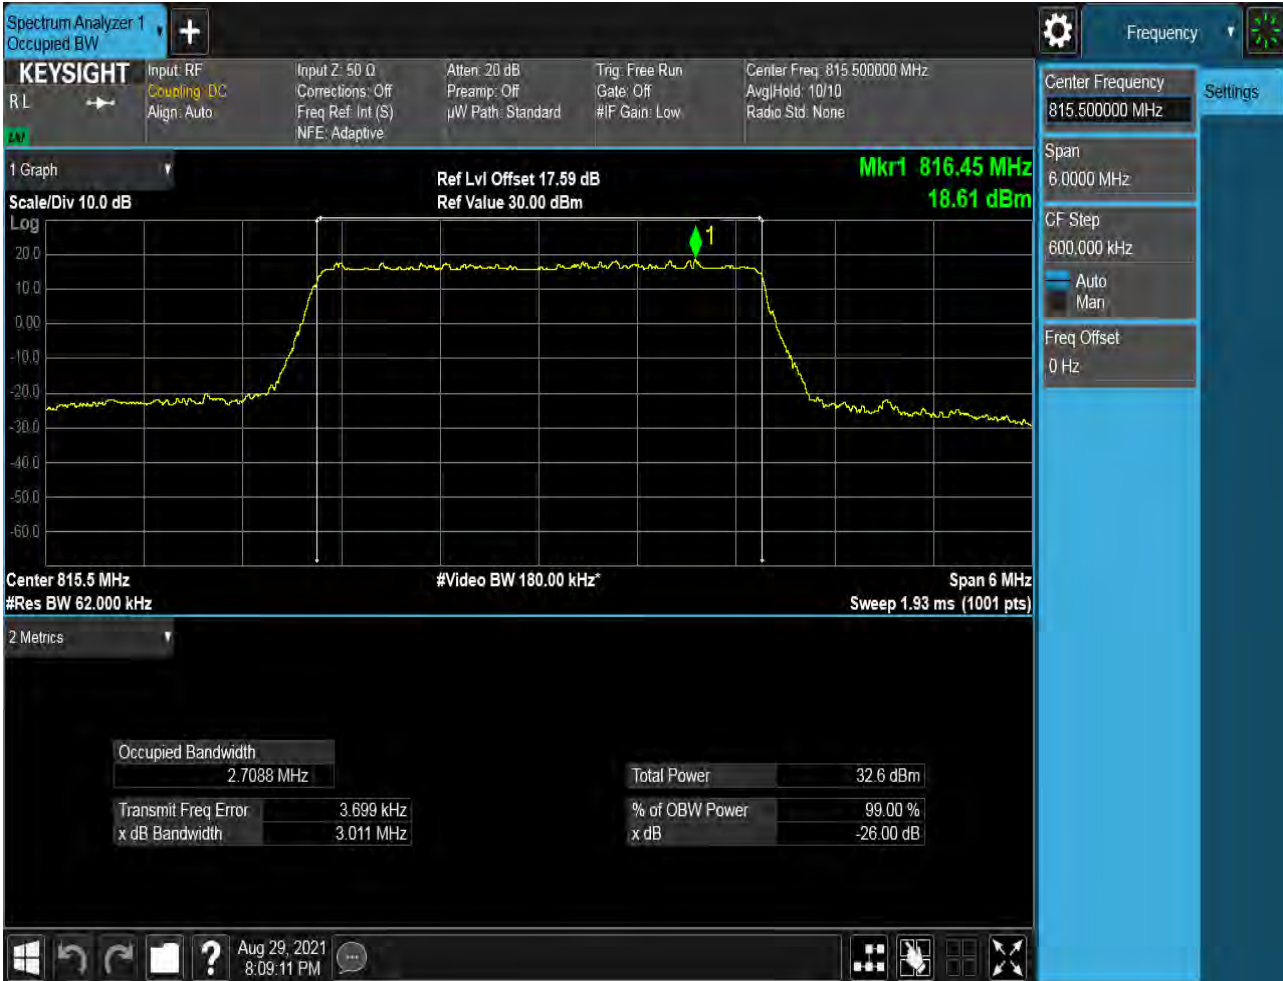 Spectrum Analyzer 1
Occupied BW
Frequency
KEYSIGHT
R L
Input: RF
Coupling: DC
Align: Auto
Input Z: 50 Ω
Corrections: Off
Freq Ref: Int (S)
NFE: Adaptive
Atten: 20 dB
Preamp: Off
µW Path: Standard
Trig: Free Run
Gate: Off
#IF Gain: Low
Center Freq: 815.500000 MHz
Avg|Hold: 10/10
Radio Std: None
Center Frequency
815.500000 MHz
Settings
Span
6.0000 MHz
CF Step
600.000 kHz
Auto
Man
Freq Offset
0 Hz
1 Graph
Scale/Div 10.0 dB
Ref Lvl Offset 17.59 dB
Ref Value 30.00 dBm
Mkr1 816.45 MHz
18.61 dBm
Log
1
20.0
10.0
0.00
-10.0
-20.0
-30.0
-40.0
-50.0
-60.0
Center 815.5 MHz
#Video BW 180.00 kHz*
Span 6 MHz
#Res BW 62.000 kHz
Sweep 1.93 ms (1001 pts)
2 Metrics
Occupied Bandwidth
2.7088 MHz
Total Power 32.6 dBm
Transmit Freq Error 3.699 kHz
% of OBW Power 99.00 %
x dB Bandwidth 3.011 MHz
x dB -26.00 dB
?
Aug 29, 2021
8:09:11 PM